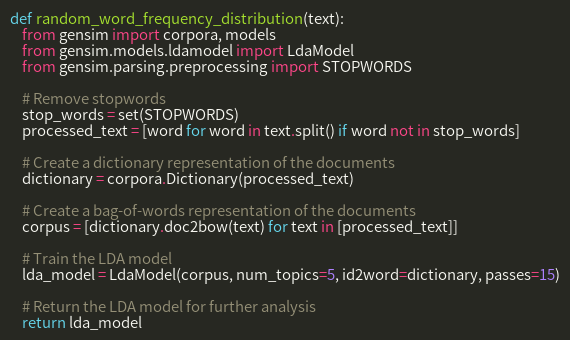 def random_word_frequency_distribution(text):
from gensim import corpora, models
from gensim.models.ldamodel import LdaModel
from gensim.parsing.preprocessing import STOPWORDS
# Remove stopwords
stop_words = set(STOPWORDS)
processed_text = [word for word in text.split() if word not in stop_words]
# Create a dictionary representation of the documents
dictionary = corpora.Dictionary(processed_text)
# Create a bag-of-words representation of the documents
corpus = [dictionary.doc2bow(text) for text in [processed_text]]
# Train the LDA model
lda_model = LdaModel(corpus, num_topics=5, id2word=dictionary, passes=15)
# Return the LDA model for further analysis
return lda_model